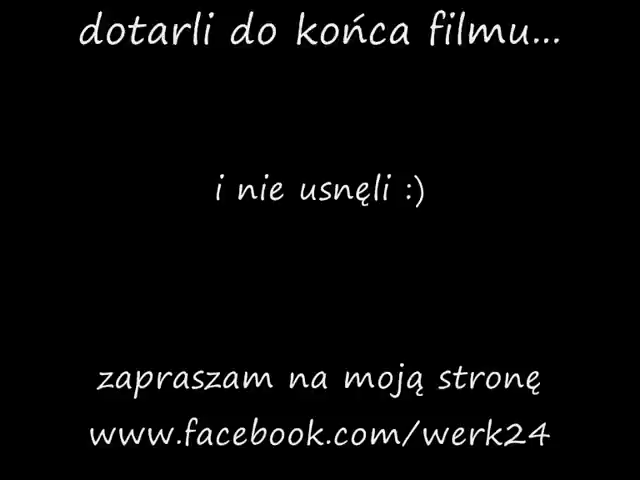 dotarli do końca filmu...
i nie usnęli :)
zapraszam na moją stronę
www.facebook.com/werk24